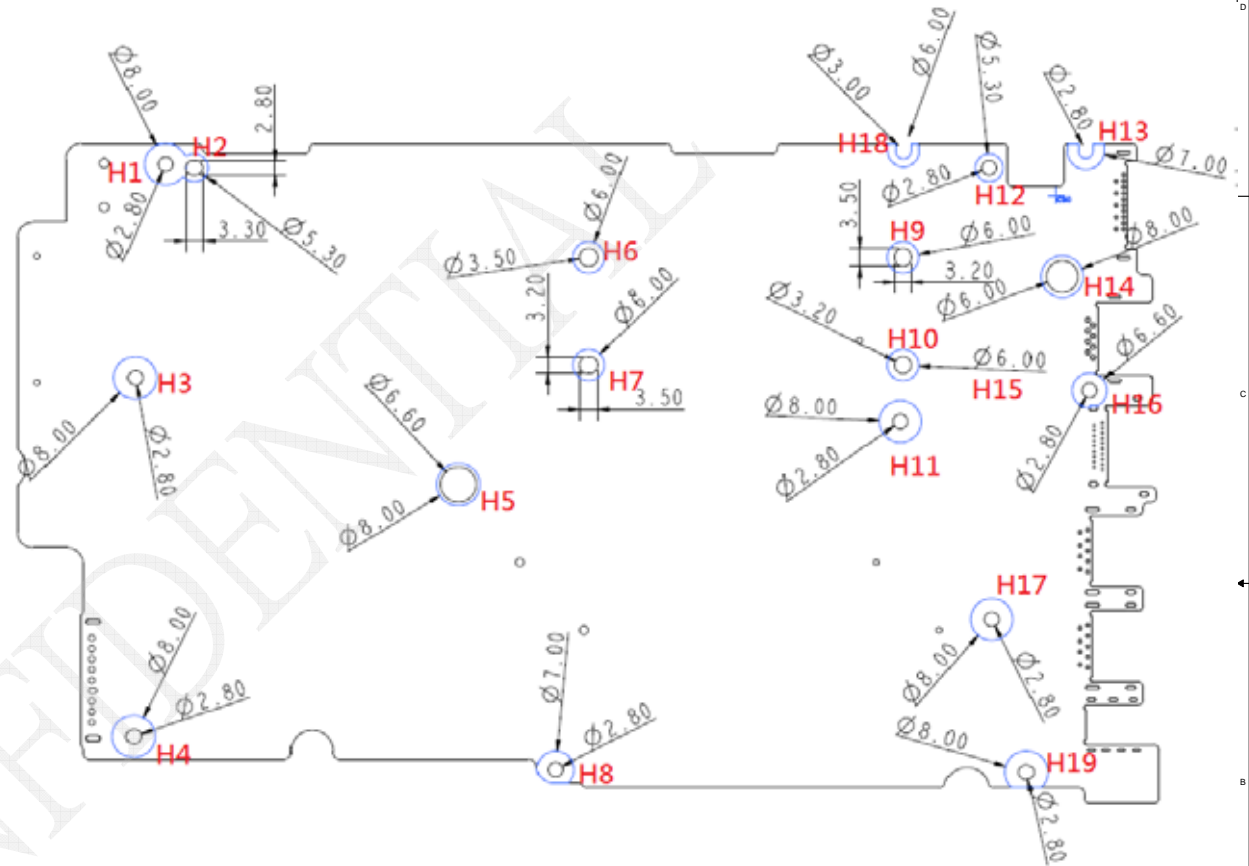 D
Ø8.00
2.80
Ø3.00
Ø6.00
Ø5.30
Ø2.80
H1
H2
H18
H12
H13
Ø7.00
Ø2.80
3.30
Ø5.30
Ø6.00
H6
Ø3.50
Ø2.80
3.50
H9
Ø6.00
3.20
Ø8.00
H14
Ø6.00
3.20
Ø6.00
H7
3.50
Ø3.20
H10
Ø6.00
H15
Ø6.60
H16
Ø2.80
C
H3
Ø8.00
Ø2.80
Ø6.60
H5
Ø8.00
Ø8.00
H11
Ø2.80
H17
Ø8.00
Ø2.80
Ø8.00
Ø2.80
H4
Ø7.00
Ø2.80
H8
Ø8.00
H19
Ø2.80
B
NFIDENTIAL